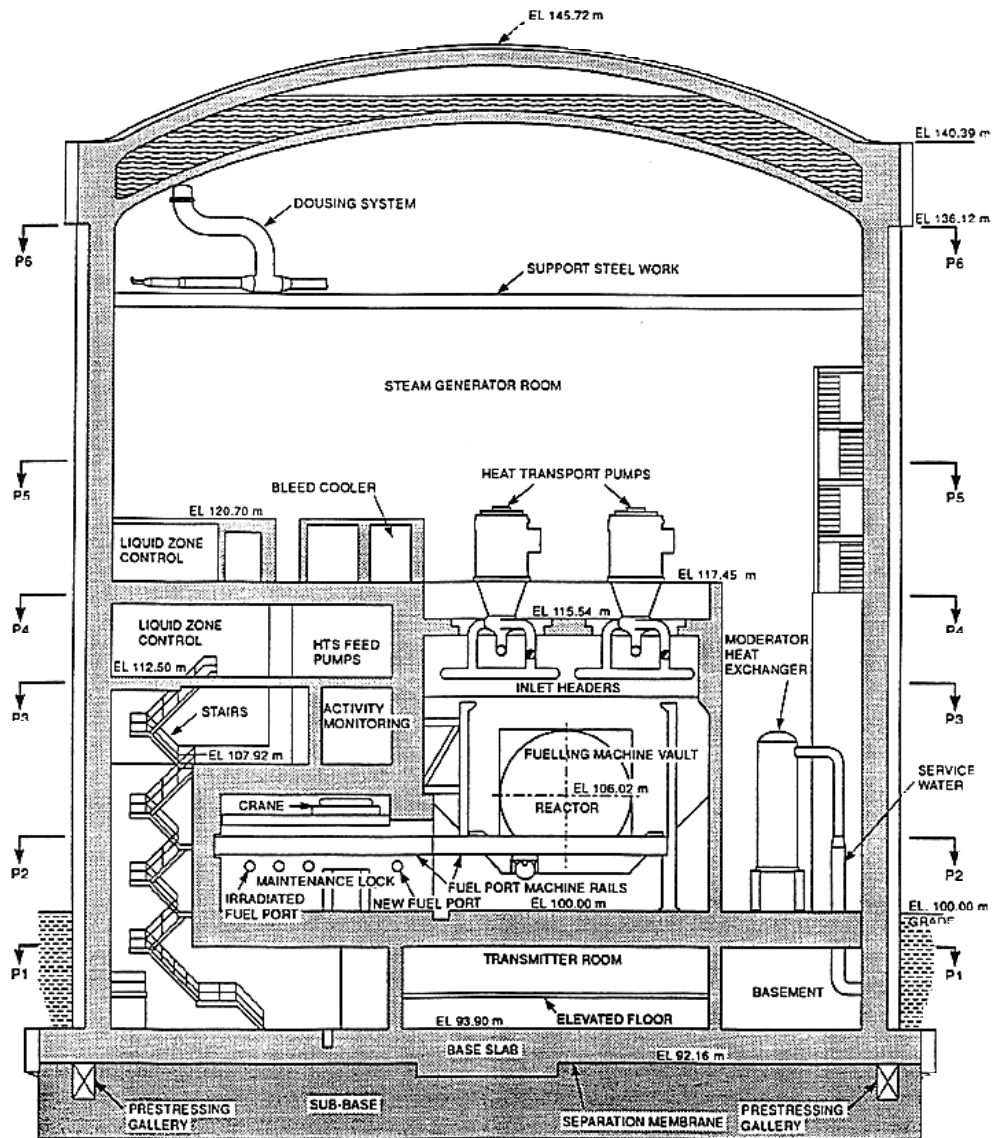 EL 145.72 m
EL 140.39 m
DOUSING SYSTEM
EL 136.12 m
P6
P6
SUPPORT STEEL WORK
STEAM GENERATOR ROOM
HEAT TRANSPORT PUMPS
P5
P5
BLEED COOLER
EL 120.70 m
LIQUID ZONE
CONTROL
EL 117.45 m
EL 115.54 m
P4
P4
LIQUID ZONE
CONTROL
HTS FEED
PUMPS
MODERATOR
HEAT
EXCHANGER
EL 112.50 m
INLET HEADERS
P3
P3
STAIRS
ACTIVITY
MONITORING
EL 107.92 m
FUELLING MACHINE VAULT
EL 106.02 m
REACTOR
SERVICE
WATER
CRANE
P2
P2
MAINTENANCE LOCK
FUEL PORT MACHINE RAILS
IRRADIATED
FUEL PORT
NEW FUEL PORT
EL 100.00 m
EL. 100.00 m
GRADE
P1
P1
TRANSMITTER ROOM
BASEMENT
EL 93.90 m
ELEVATED FLOOR
BASE SLAB
EL 92.16 m
PRESTRESSING
GALLERY
SUB-BASE
SEPARATION MEMBRANE
PRESTRESSING
GALLERY